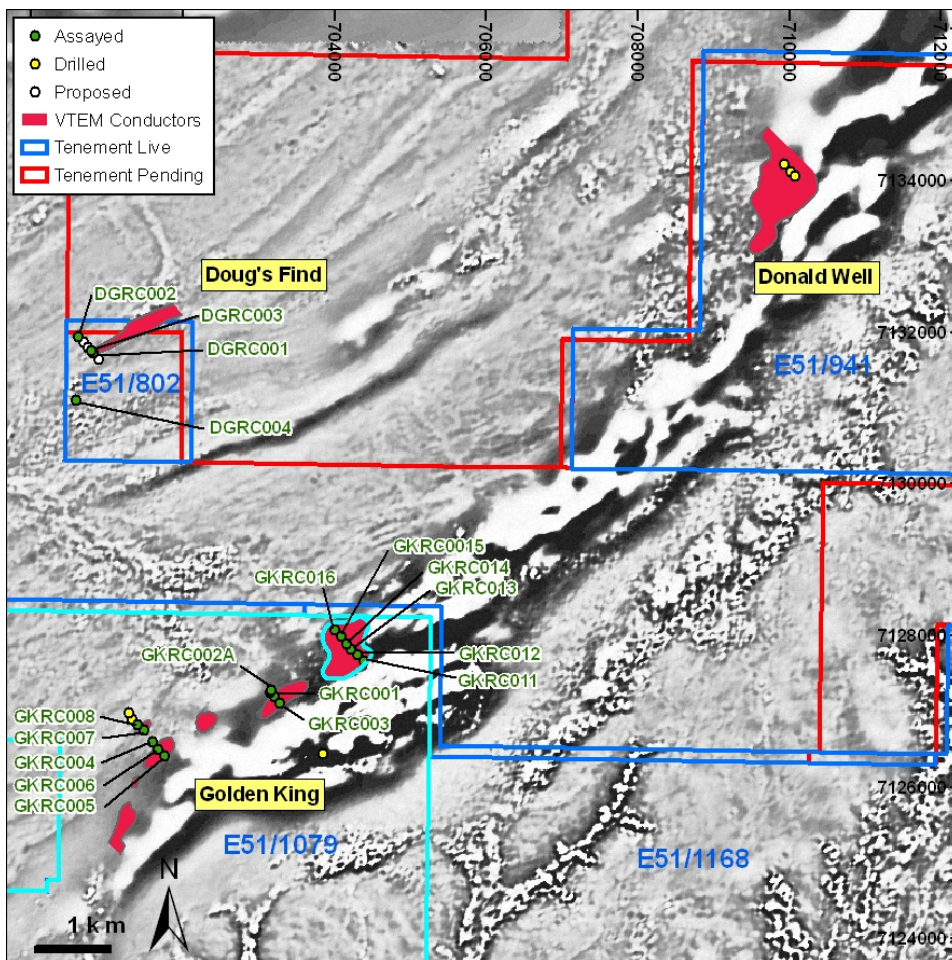 Assayed
Drilled
Proposed
VTEM Conductors
Tenement Live
Tenement Pending
704000
706000
708000
710000
712000
7134000
Doug's Find
Donald Well
DGRC002
DGRC003
7132000
DGRC001
E51/802
E51/941
DGRC004
7130000
GKRC0015
GKRC014
GKRC016
GKRC013
7128000
GKRC002A
GKRC012
GKRC001
GKRC011
GKRC008
GKRC003
GKRC007
GKRC004
GKRC006
7126000
Golden King
GKRC005
E51/1079
E51/1168
N
1 km
7124000